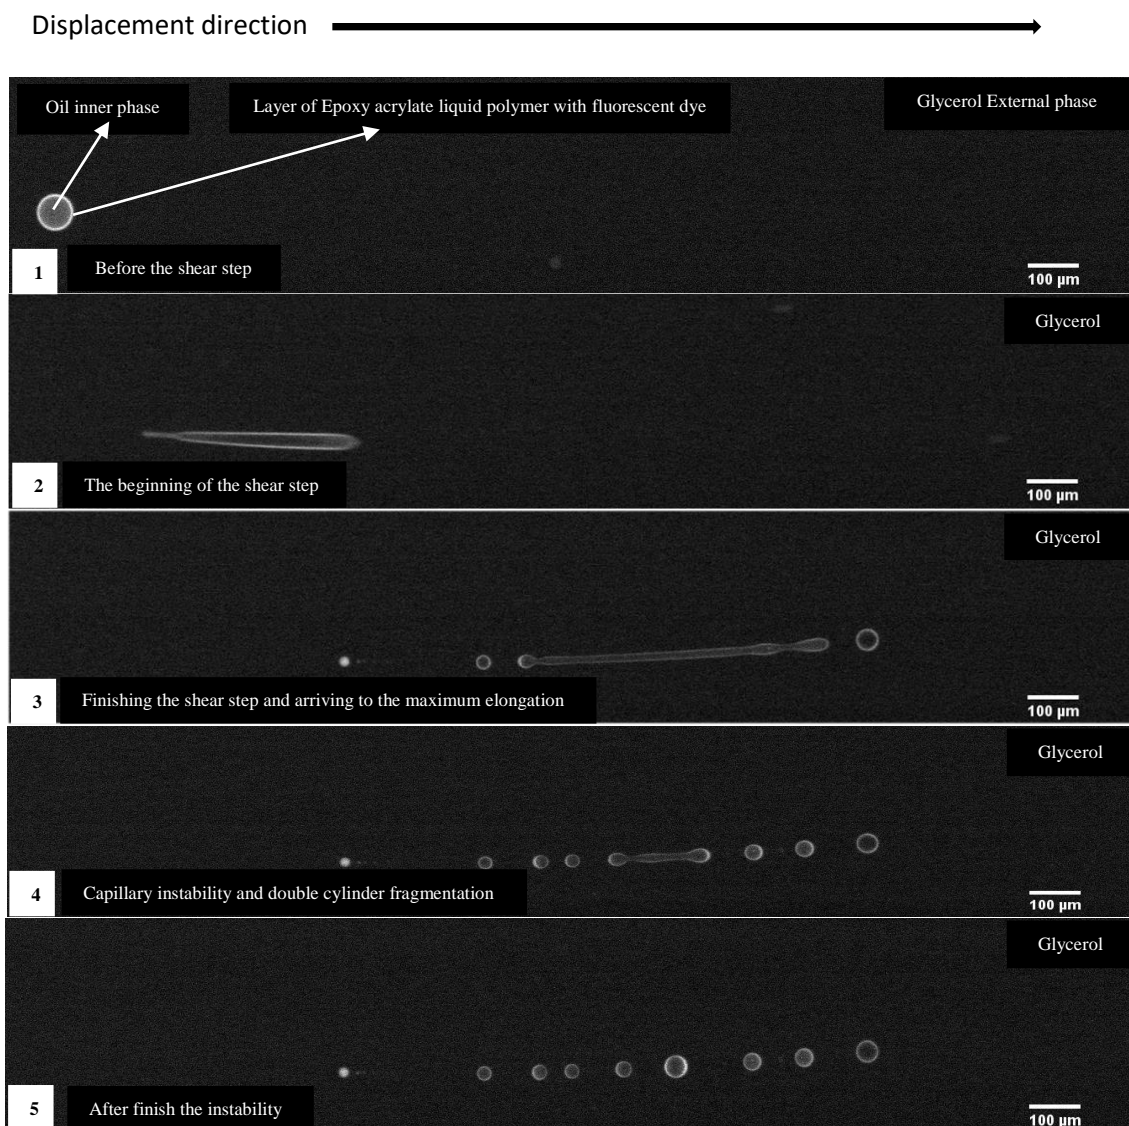 Displacement direction
Oil inner phase
Layer of Epoxy acrylate liquid polymer with fluorescent dye
Glycerol External phase
1
Before the shear step
100 µm
Glycerol
2
The beginning of the shear step
100 µm
Glycerol
3
Finishing the shear step and arriving to the maximum elongation
100 µm
Glycerol
4
Capillary instability and double cylinder fragmentation
100 µm
Glycerol
5
After finish the instability
100 µm